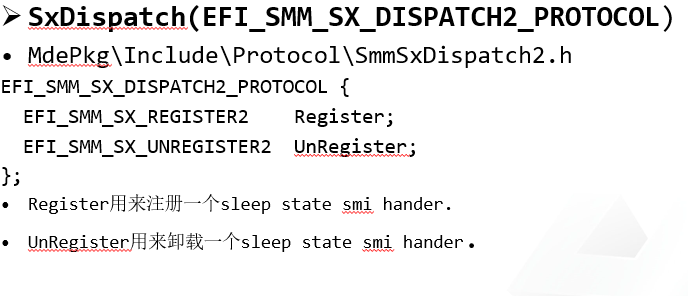 ➢ SxDispatch(EFI_SMM_SX_DISPATCH2_PROTOCOL)
• MdePkg\Include\Protocol\SmmSxDispatch2.h
EFI_SMM_SX_DISPATCH2_PROTOCOL {
EFI_SMM_SX_REGISTER2 Register;
EFI_SMM_SX_UNREGISTER2 UnRegister;
};
• Register用来注册一个sleep state smi hander.
• UnRegister用来卸载一个sleep state smi hander.